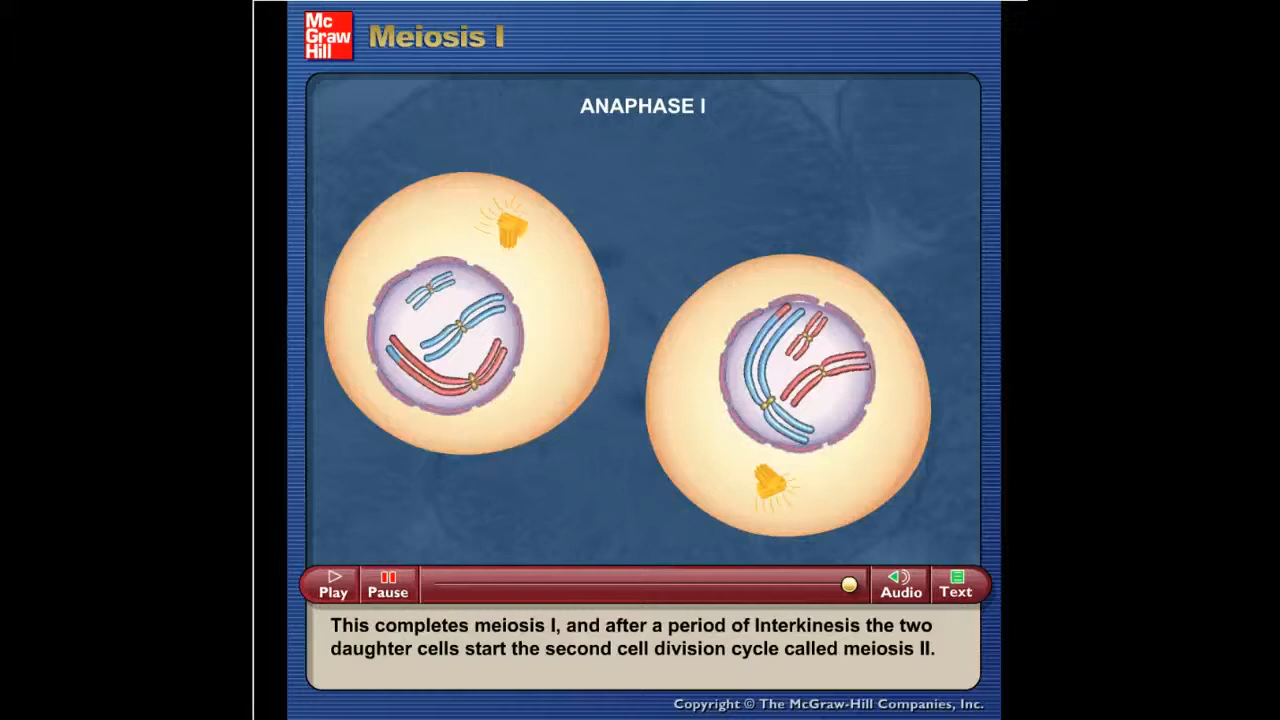 Mc
Graw
Hill
Meiosis I
ANAPHASE I
Play
Pause
Audio
Text
This completes meiosis I, and after a period of Interkinesis the two
daughter cells start the second cell division cycle called meiosis II.
Copyright © The McGraw-Hill Companies, Inc.